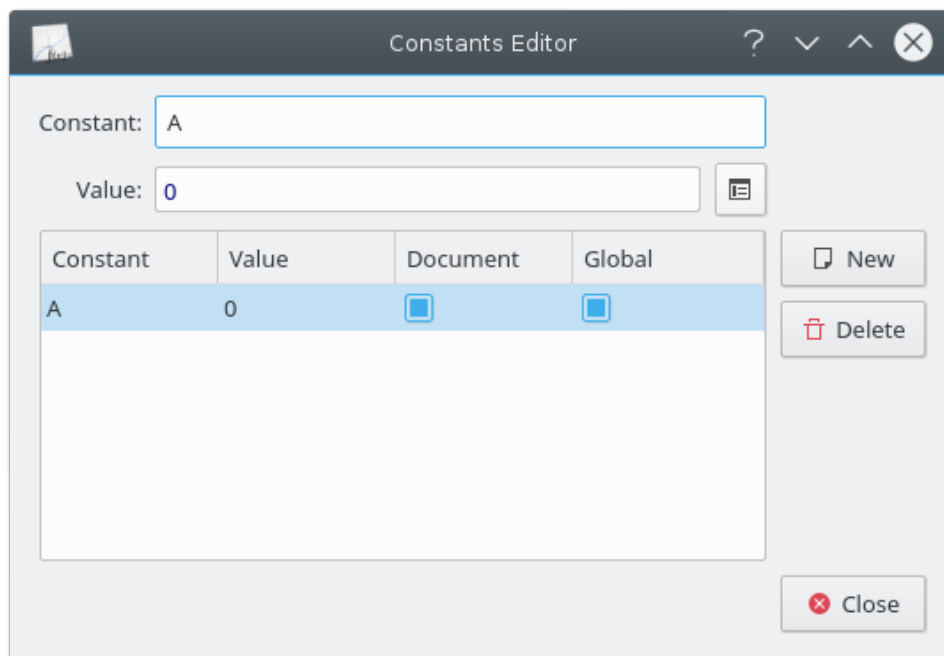 Constants Editor
Constant: A
Value: 0
Constant Value Document Global
A 0
New
Delete
Close